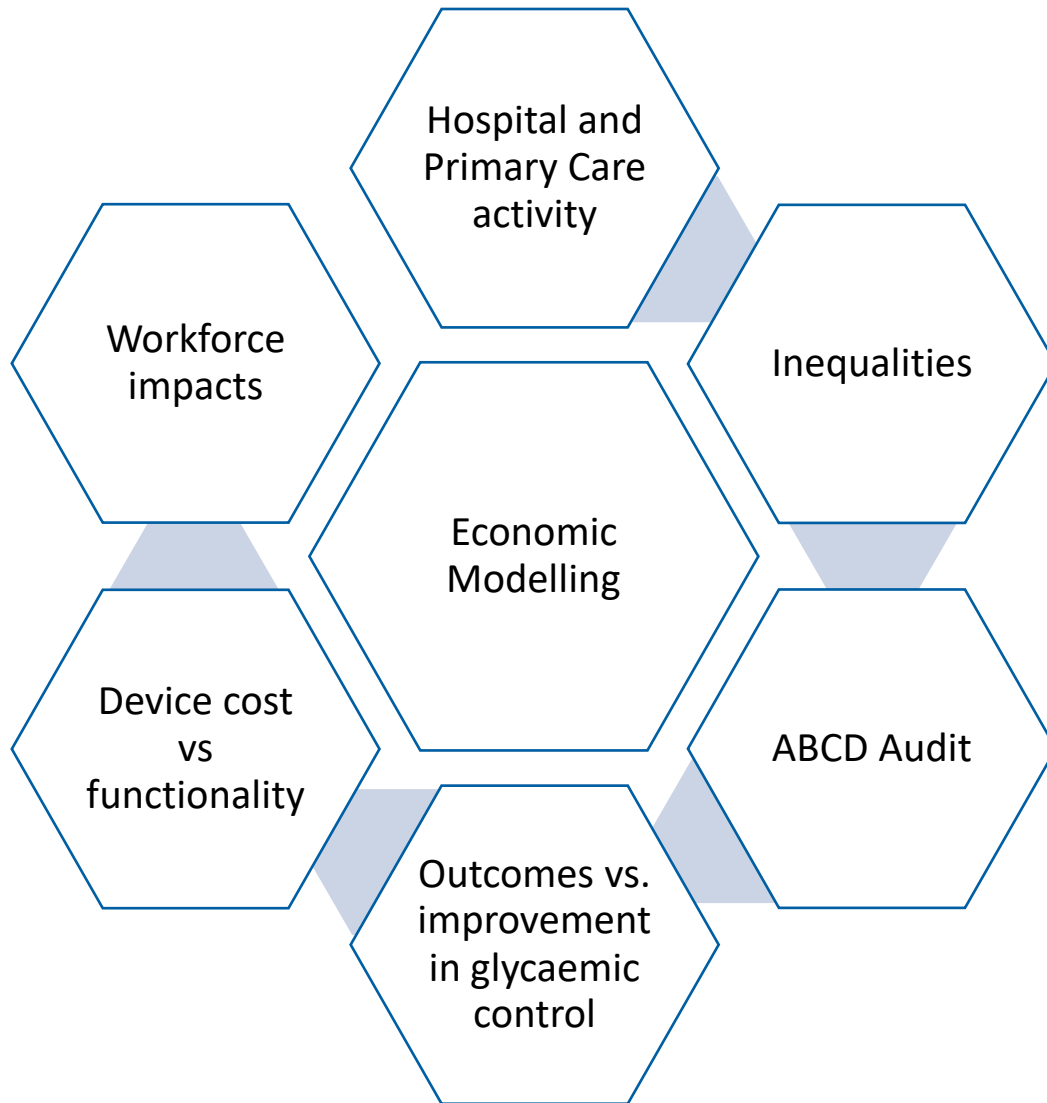 Hospital and
Primary Care
activity
Workforce
impacts
Inequalities
Economic
Modelling
Device cost
vs
functionality
ABCD Audit
Outcomes vs.
improvement
in glycaemic
control